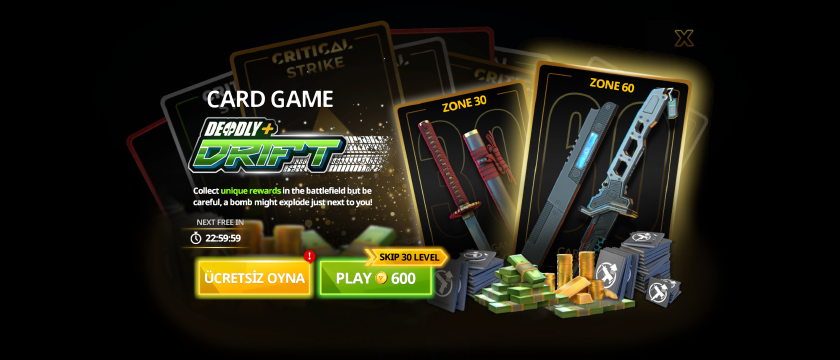 CRITICAL
STRIKE
X
CARD GAME
DEADLY+
DRIFT
Collect unique rewards in the battlefield but be
careful, a bomb might explode just next to you!
NEXT FREE IN
22:59:59
!
SKIP 30 LEVEL
ÜCRETSİZ OYNA
PLAY 600
ZONE 30
30
ZONE 60